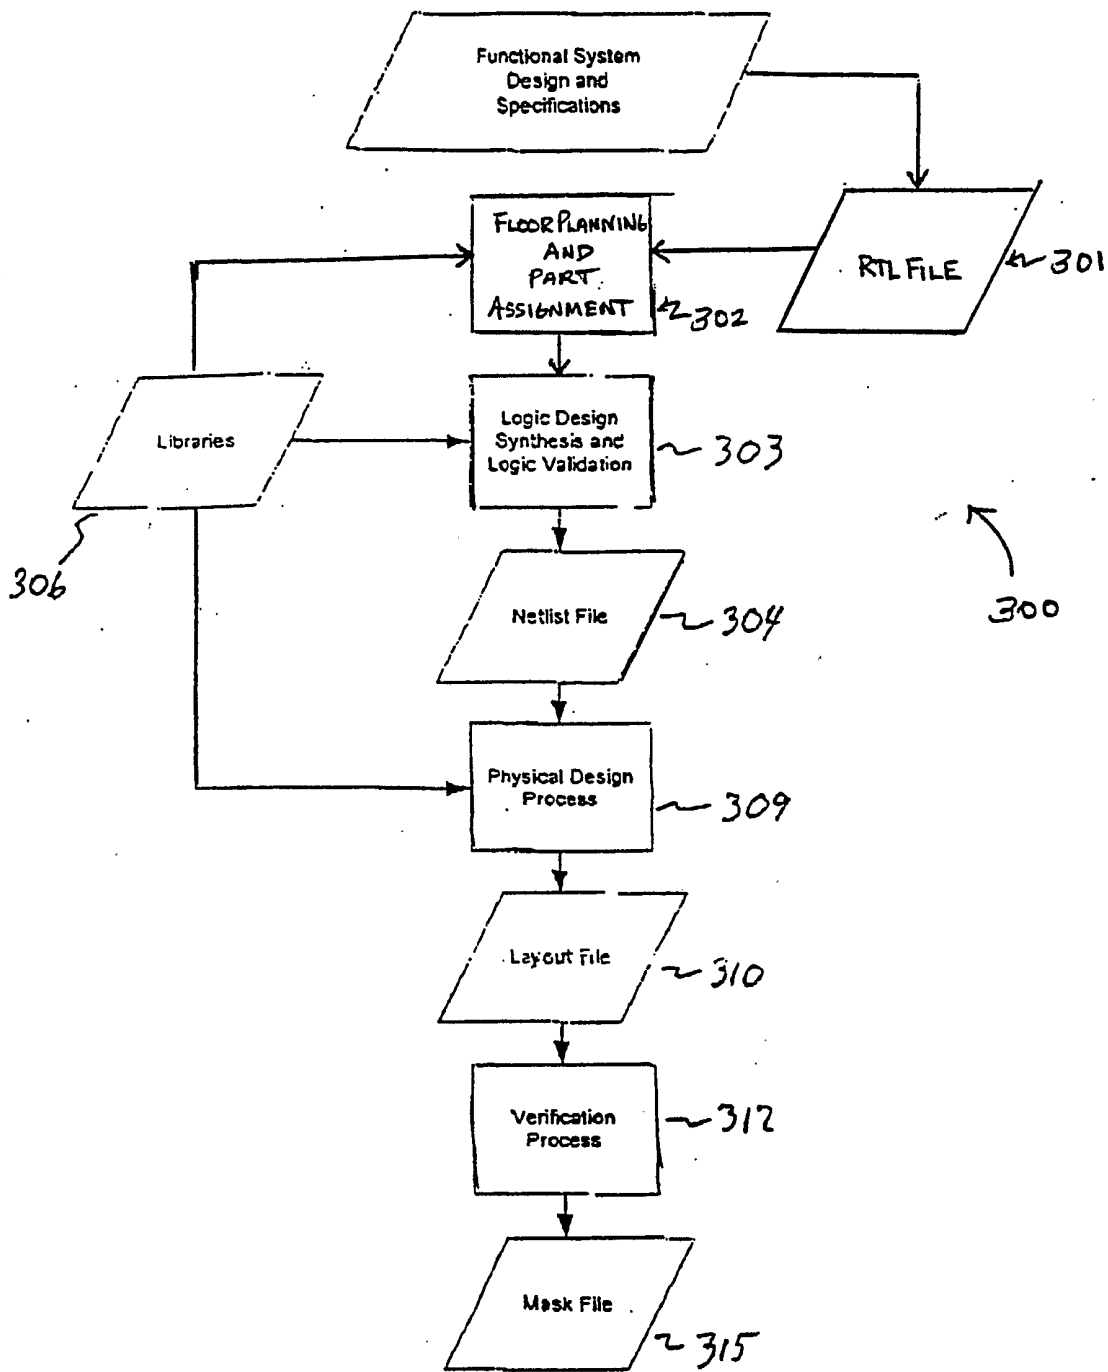 Functional System
Design and
Specifications
FLOOR PLANNING
AND
PART
ASSIGNMENT
302
RTL FILE
301
Libraries
306
Logic Design
Synthesis and
Logic Validation
303
300
Netlist File
304
Physical Design
Process
309
Layout File
310
Verification
Process
312
Mask File
315